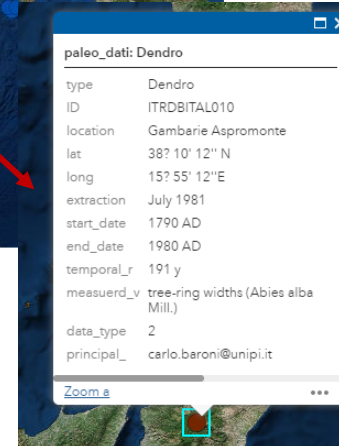 paleo_dati: Dendro
type Dendro
ID ITRDBITAL010
location Gambarie Aspromonte
lat 38? 10' 12'' N
long 15? 55' 12''E
extraction July 1981
start_date 1790 AD
end_date 1980 AD
temporal_r 191 y
measuerd_v tree-ring widths (Abies alba
Mill.)
data_type 2
principal_ carlo.baroni@unipi.it
Zoom a